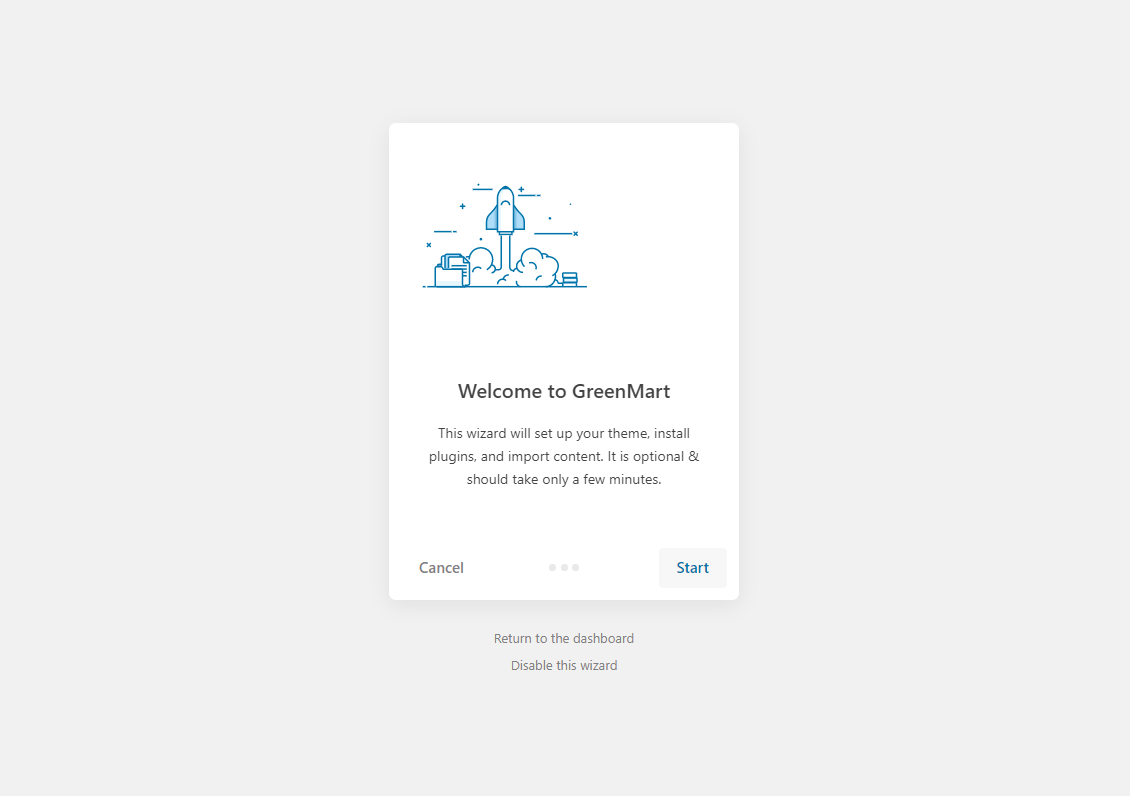 Welcome to GreenMart
This wizard will set up your theme, install
plugins, and import content. It is optional &
should take only a few minutes.
Cancel
Start
Return to the dashboard
Disable this wizard